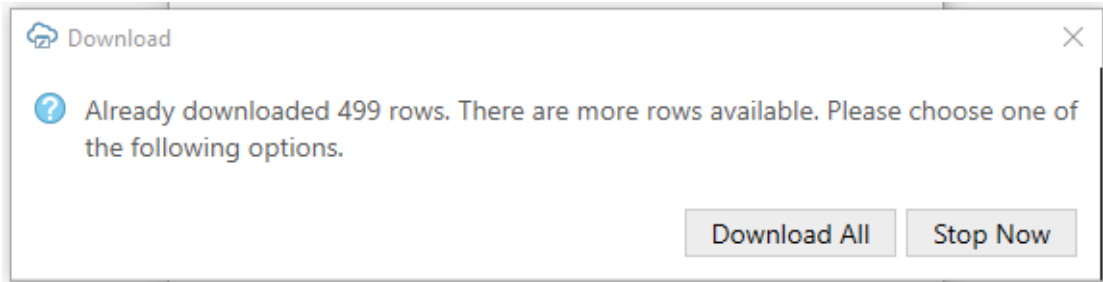 Download
Already downloaded 499 rows. There are more rows available. Please choose one of
the following options.
Download All Stop Now